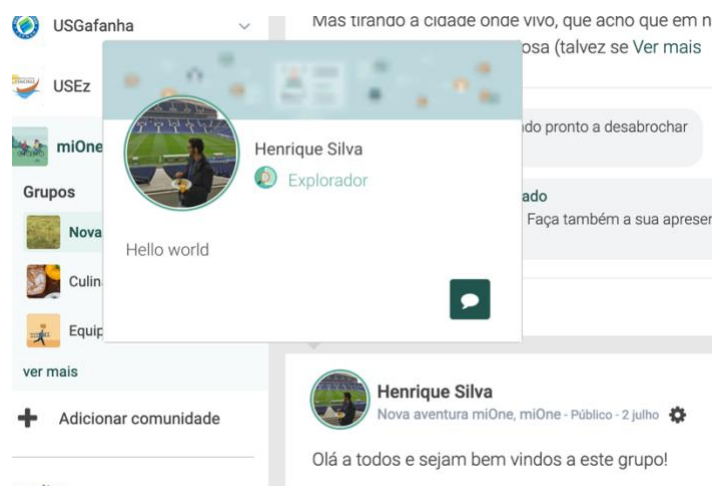 USGafanha
USEz
miOne
Grupos
Nova
Culin
Equip
ver mais
Adicionar comunidade
Henrique Silva
Explorador
Hello world
Mas tirando a cidade onde vivo, que acho que em n
osa (talvez se Ver mais
do pronto a desabrochar
ado
Faça também a sua apreser
Henrique Silva
Nova aventura miOne, miOne - Público - 2 julho
Olá a todos e sejam bem vindos a este grupo!